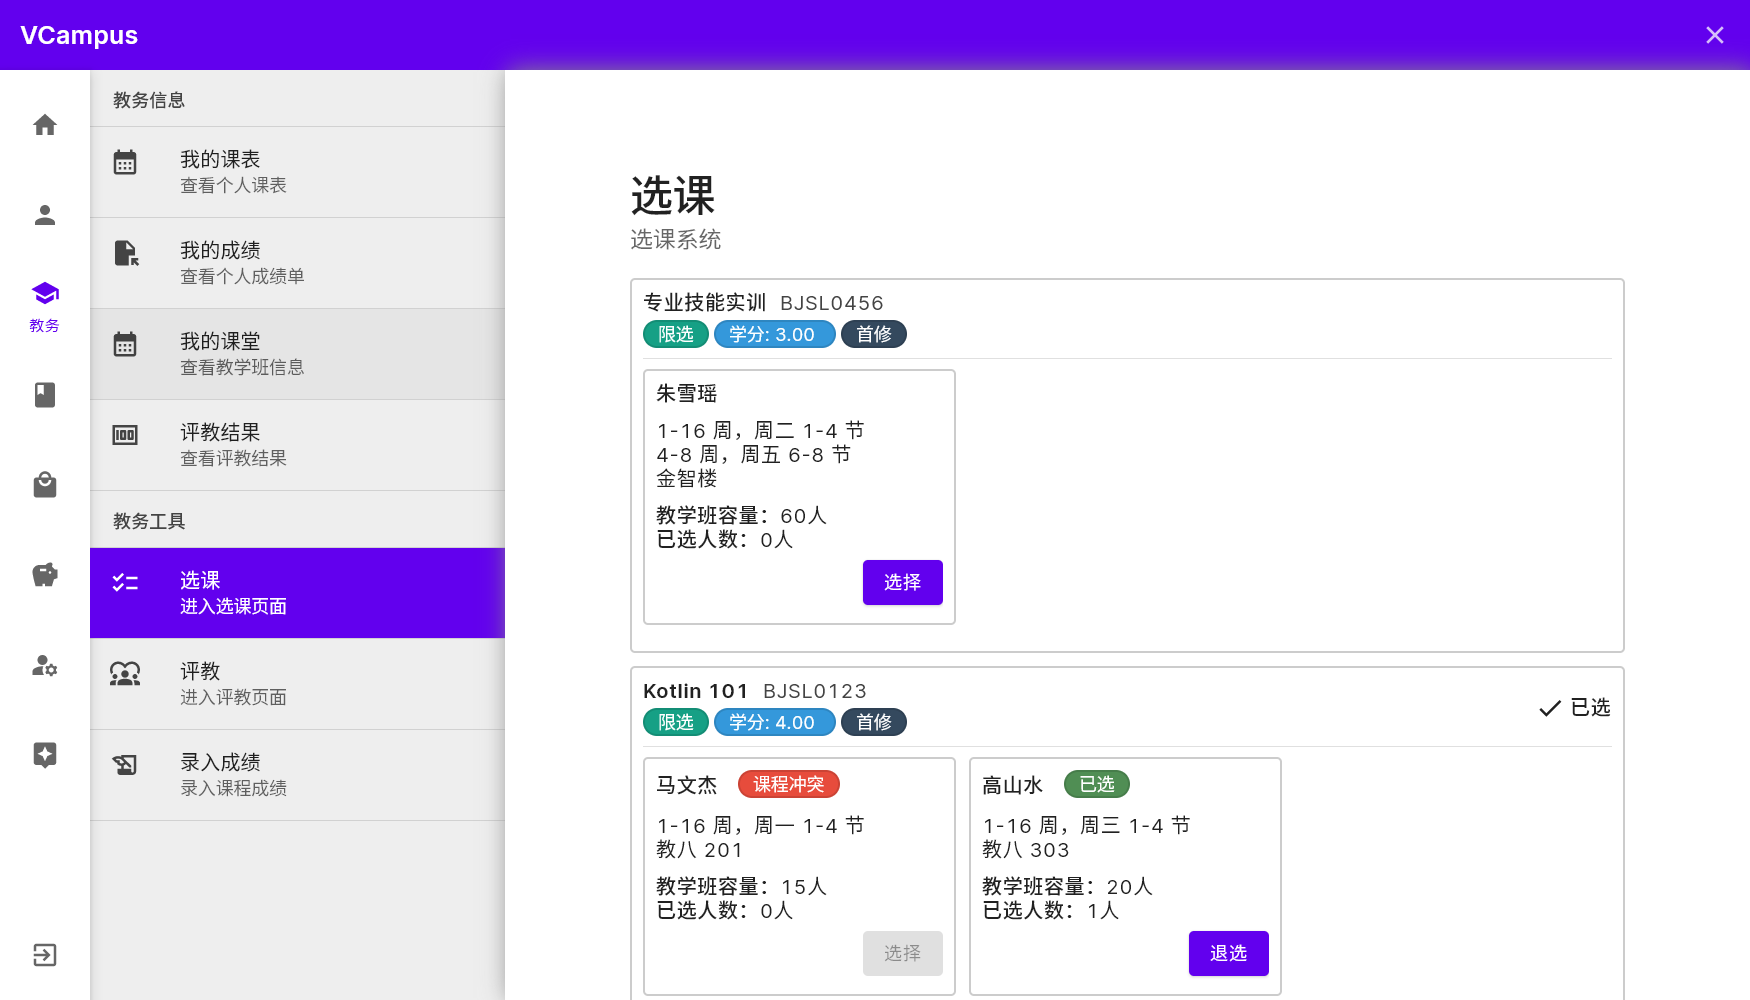 VCampus
教务
教务信息
我的课表
查看个人课表
我的成绩
查看个人成绩单
我的课堂
查看教学班信息
评教结果
查看评教结果
教务工具
选课
进入选课页面
评教
进入评教页面
录入成绩
录入课程成绩
选课
选课系统
专业技能实训 BJSL0456
限选 学分: 3.00 首修
朱雪瑶
1-16 周，周二 1-4 节
4-8 周，周五 6-8 节
金智楼
教学班容量：60人
已选人数：0人
选择
Kotlin 101 BJSL0123
限选 学分: 4.00 首修
已选
马文杰 课程冲突
1-16 周，周一 1-4 节
教八 201
教学班容量：15人
已选人数：0人
选择
高山水 已选
1-16 周，周三 1-4 节
教八 303
教学班容量：20人
已选人数：1人
退选